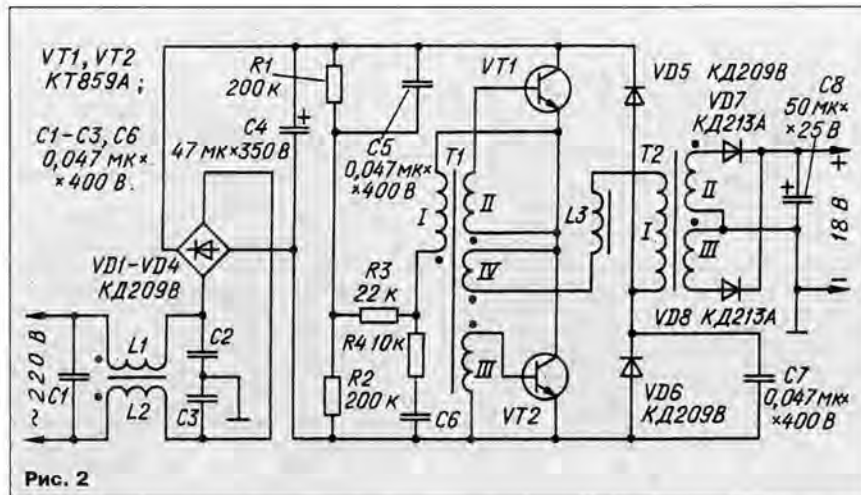 VT1, VT2
КТ859А ;
C1-C3, C6
0,047 мк×
×400 В.
R1
200 к
C4
47 мк×350 В
+
C5
0,047 мк×
×400 В
VT1
T1
I
II
IV
III
R3
22 к
R4 10к
R2
200 к
C6
VT2
L3
VD5 КД209В
VD7
КД213А
C8
50 мк×
×25 В
T2
I
II
III
+
+
18 В
−
VD8 КД213А
VD6
КД209В
C7
0,047 мк×
×400 В
VD1-VD4
КД209В
~ 220 В
C1
L1
L2
C2
C3
Рис. 2